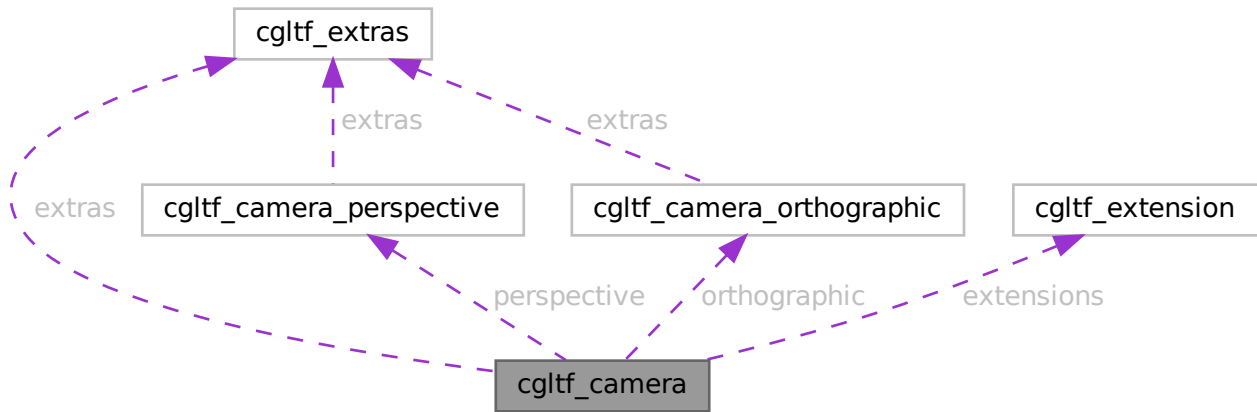 cgltf_extras
extras
extras
extras
cgltf_camera_perspective
cgltf_camera_orthographic
cgltf_extension
perspective
orthographic
extensions
cgltf_camera